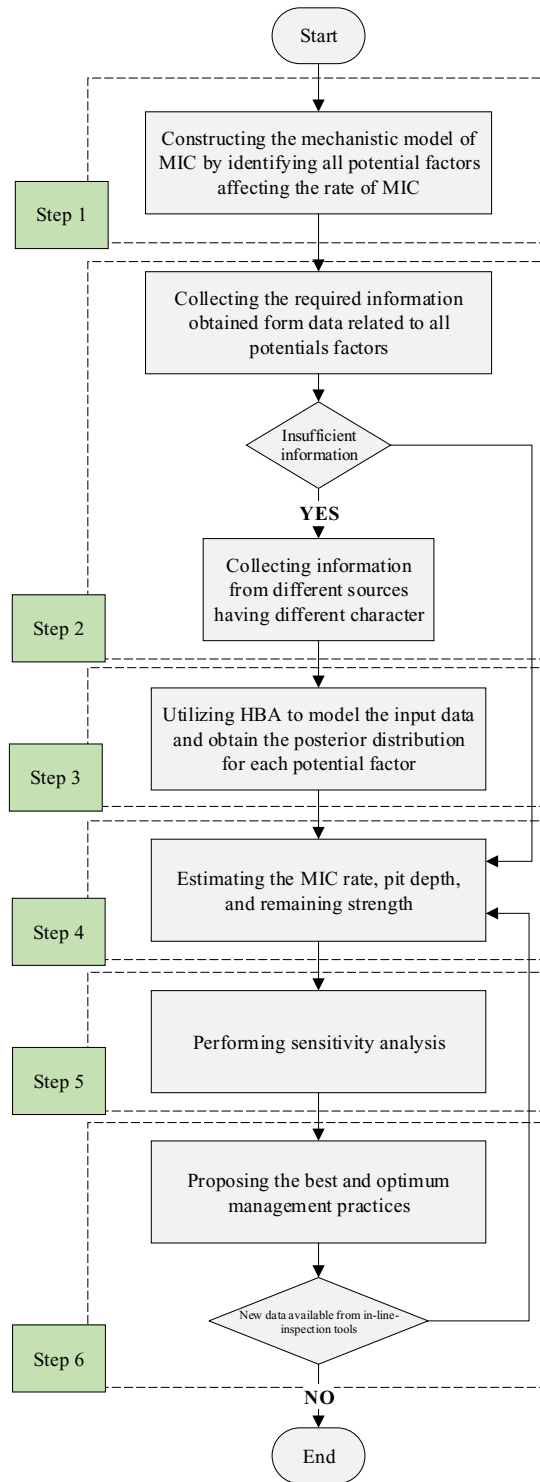 Start
Constructing the mechanistic model of
MIC by identifying all potential factors
affecting the rate of MIC
Step 1
Collecting the required information
obtained form data related to all
potentials factors
Insufficient
information
YES
Collecting information
from different sources
having different character
Step 2
Utilizing HBA to model the input data
and obtain the posterior distribution
for each potential factor
Step 3
Estimating the MIC rate, pit depth,
and remaining strength
Step 4
Performing sensitivity analysis
Step 5
Proposing the best and optimum
management practices
New data available from in-line-
inspection tools
Step 6
NO
End